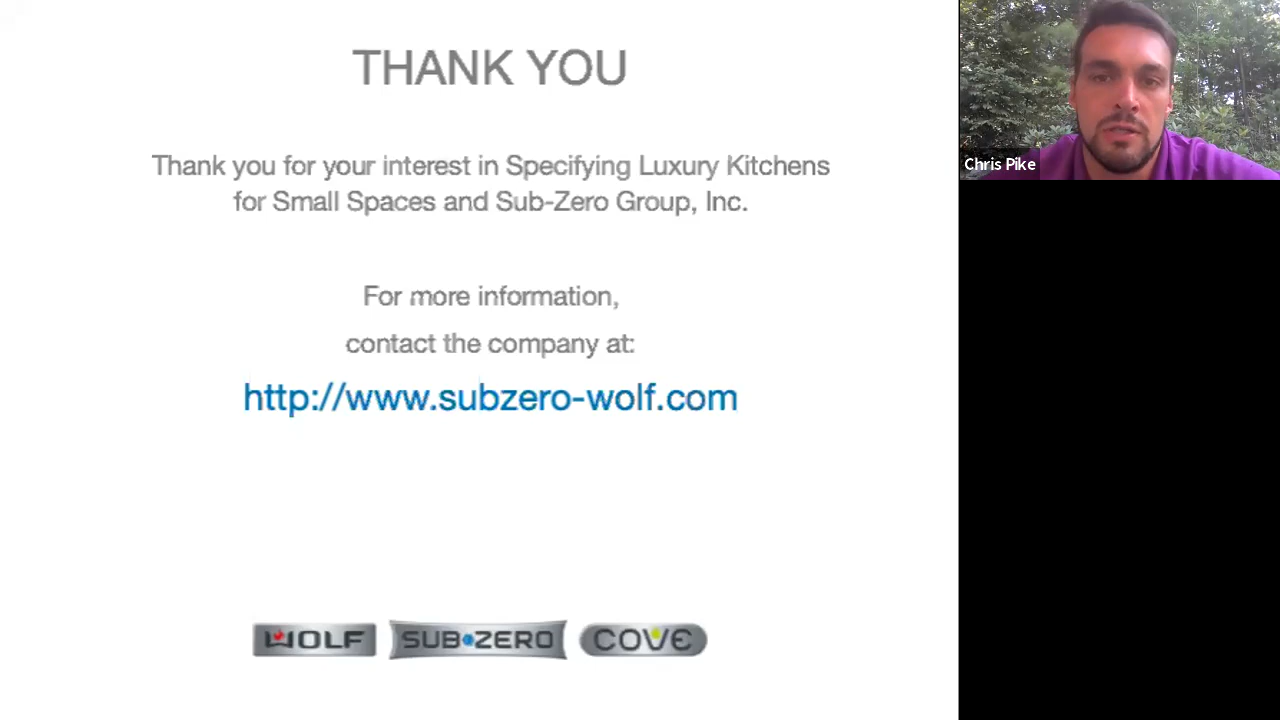 THANK YOU
Thank you for your interest in Specifying Luxury Kitchens
for Small Spaces and Sub-Zero Group, Inc.
For more information,
contact the company at:
http://www.subzero-wolf.com
WOLF
SUB ZERO
COVE
Chris Pike